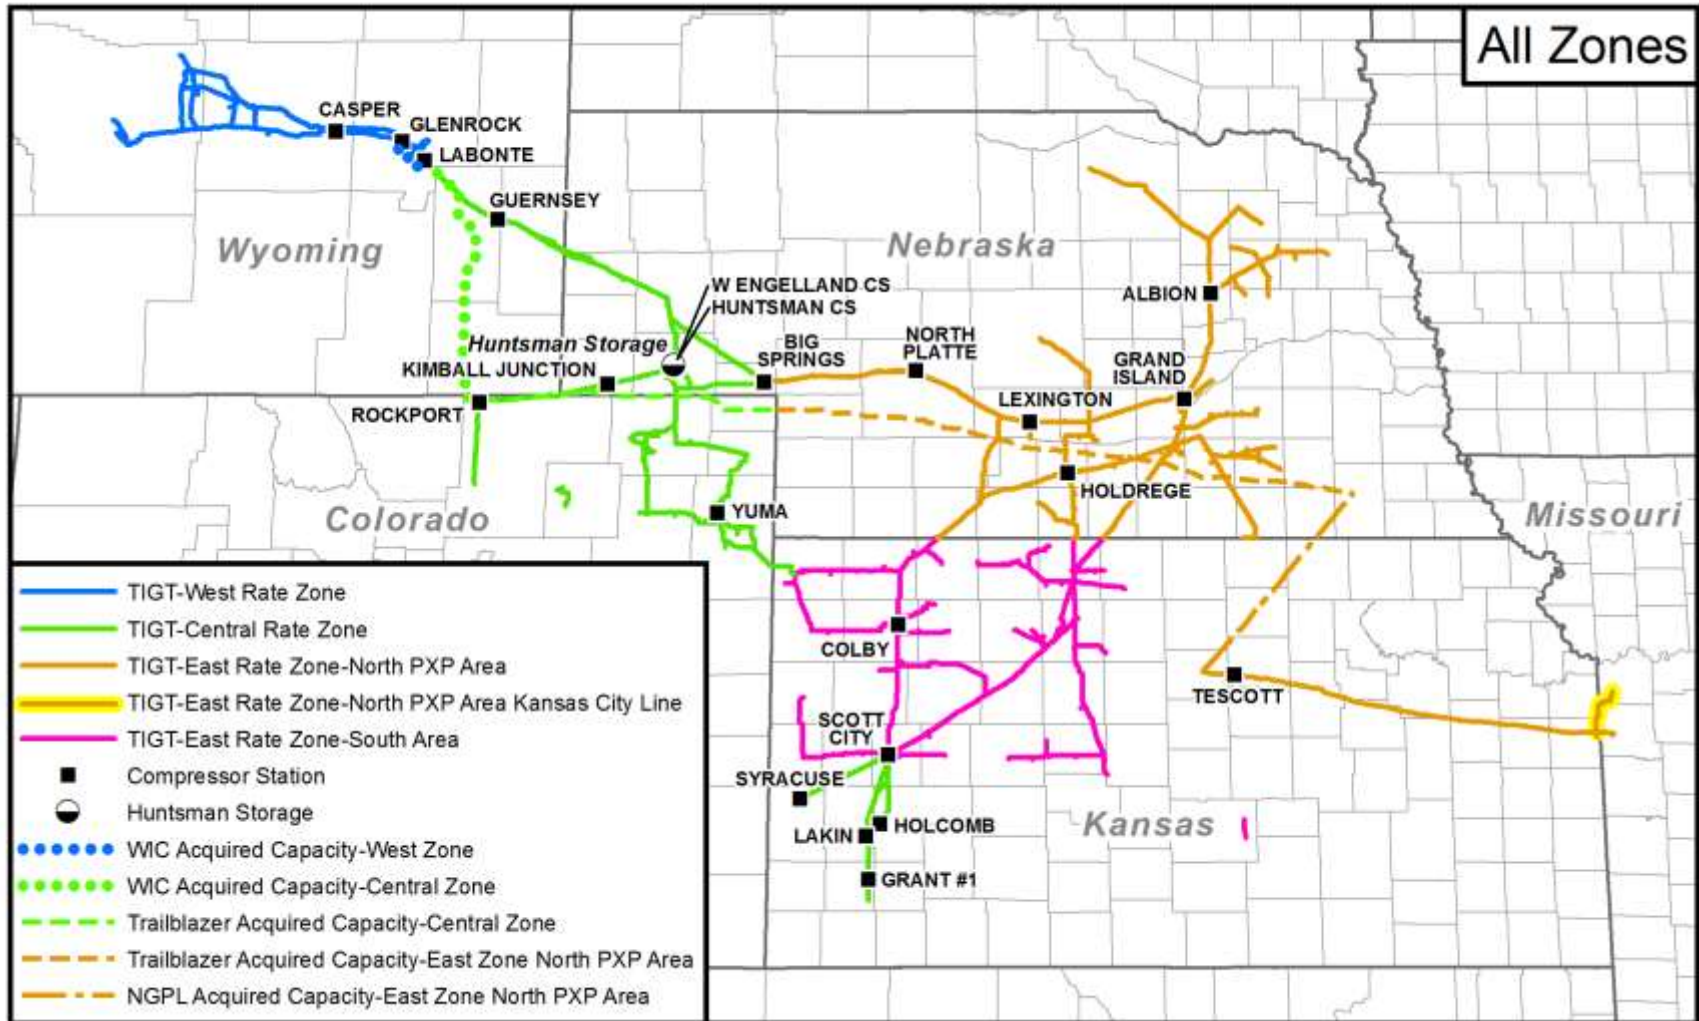 All Zones
CASPER
GLENROCK
LABONTE
GUERNSEY
Wyoming
Nebraska
W ENGELLAND CS
HUNTSMAN CS
ALBION
Huntsman Storage
BIG
SPRINGS
NORTH
PLATTE
GRAND
ISLAND
KIMBALL JUNCTION
LEXINGTON
ROCKPORT
HOLDREGE
YUMA
Colorado
Missouri
COLBY
TESCOTT
SCOTT
CITY
SYRACUSE
HOLCOMB
LAKIN
Kansas
GRANT #1
TIGT-West Rate Zone
TIGT-Central Rate Zone
TIGT-East Rate Zone-North PXP Area
TIGT-East Rate Zone-North PXP Area Kansas City Line
TIGT-East Rate Zone-South Area
Compressor Station
Huntsman Storage
WIC Acquired Capacity-West Zone
WIC Acquired Capacity-Central Zone
Trailblazer Acquired Capacity-Central Zone
Trailblazer Acquired Capacity-East Zone North PXP Area
NGPL Acquired Capacity-East Zone North PXP Area